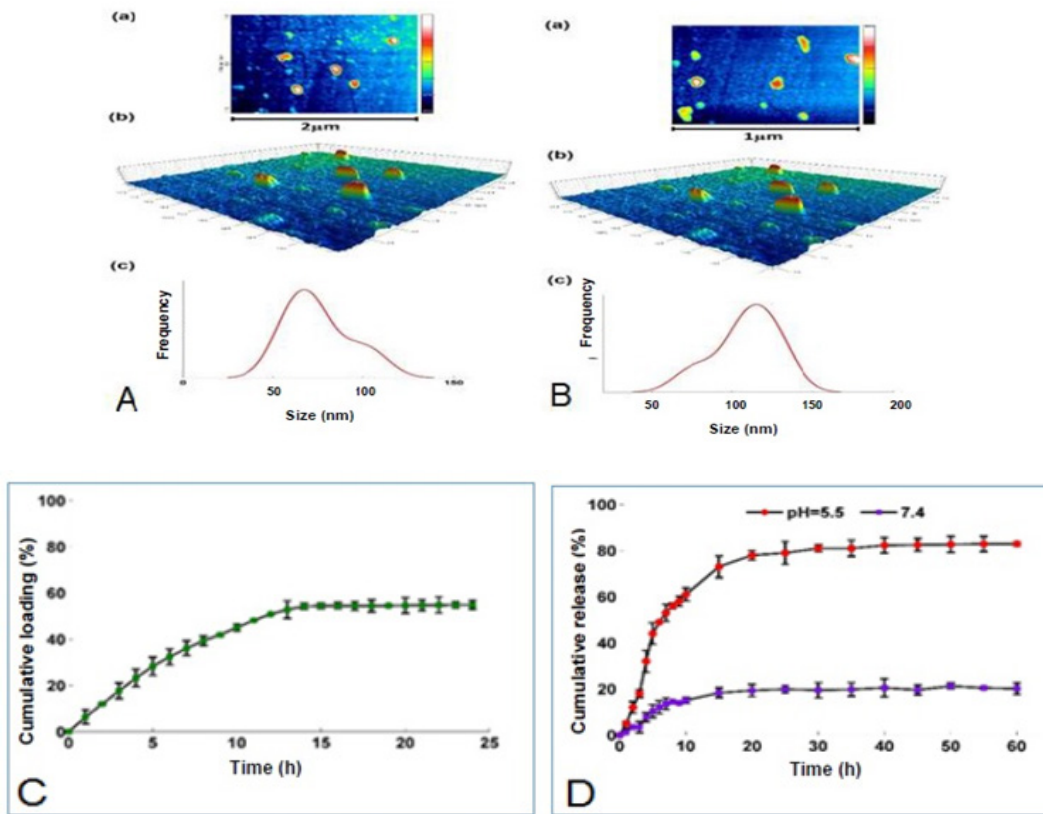 (a)
2μm
(b)
(c)
Frequency
0
50
100
150
Size (nm)
A
(a)
1μm
(b)
(c)
Frequency
50
100
150
200
Size (nm)
B
100
80
60
40
20
0
Cumulative loading (%)
0 5 10 15 20 25
Time (h)
C
pH=5.5 7.4
100
80
60
40
20
0
Cumulative release (%)
0 10 20 30 40 50 60
Time (h)
D